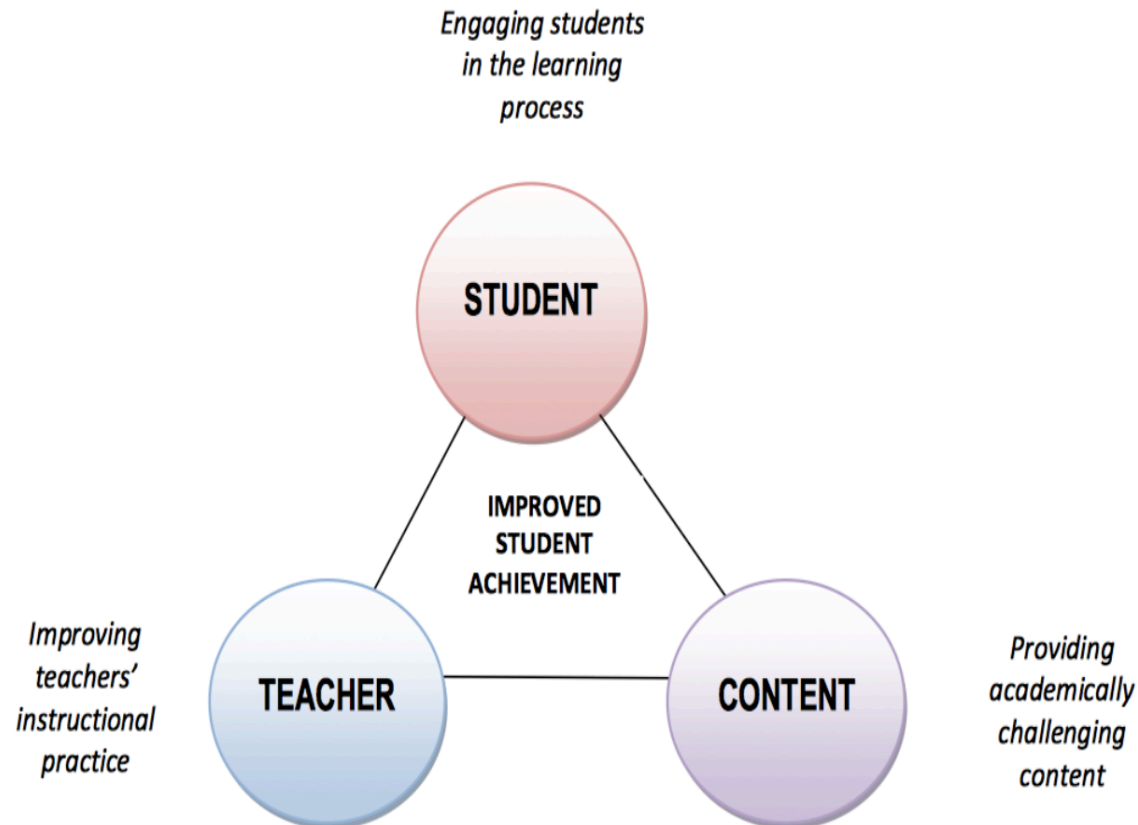 Engaging students
in the learning
process
STUDENT
IMPROVED
STUDENT
ACHIEVEMENT
Improving
teachers’
instructional
practice
TEACHER
CONTENT
Providing
academically
challenging
content